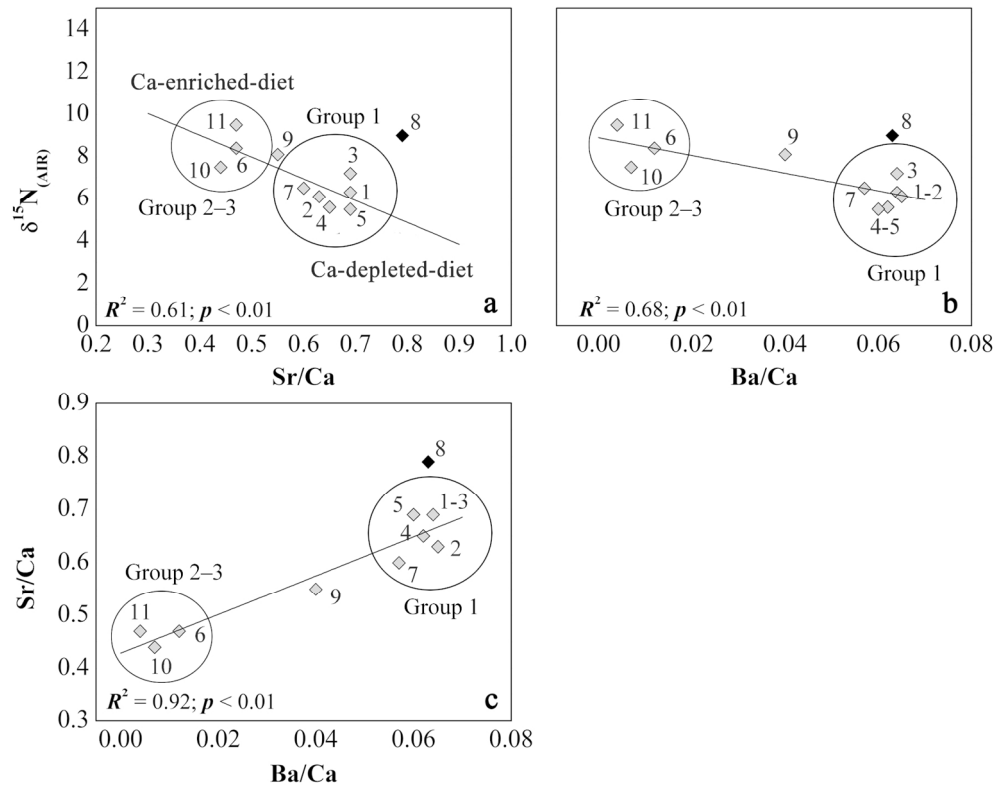 14
12
10
8
6
4
2
0
δ15N(AIR)
Ca-enriched-diet
Group 1
11
6
10
9
8
3
7
1
2
4
5
Group 2–3
Ca-depleted-diet
R2 = 0.61; p < 0.01
a
0.2 0.3 0.4 0.5 0.6 0.7 0.8 0.9 1.0
Sr/Ca
11
6
10
9
8
3
7
1-2
4-5
Group 2–3
Group 1
R2 = 0.68; p < 0.01
b
0.00 0.02 0.04 0.06 0.08
Ba/Ca
0.9
0.8
0.7
0.6
0.5
0.4
0.3
Sr/Ca
8
5
1-3
4
2
7
Group 2–3
9
Group 1
11
6
10
R2 = 0.92; p < 0.01
c
0.00 0.02 0.04 0.06 0.08
Ba/Ca